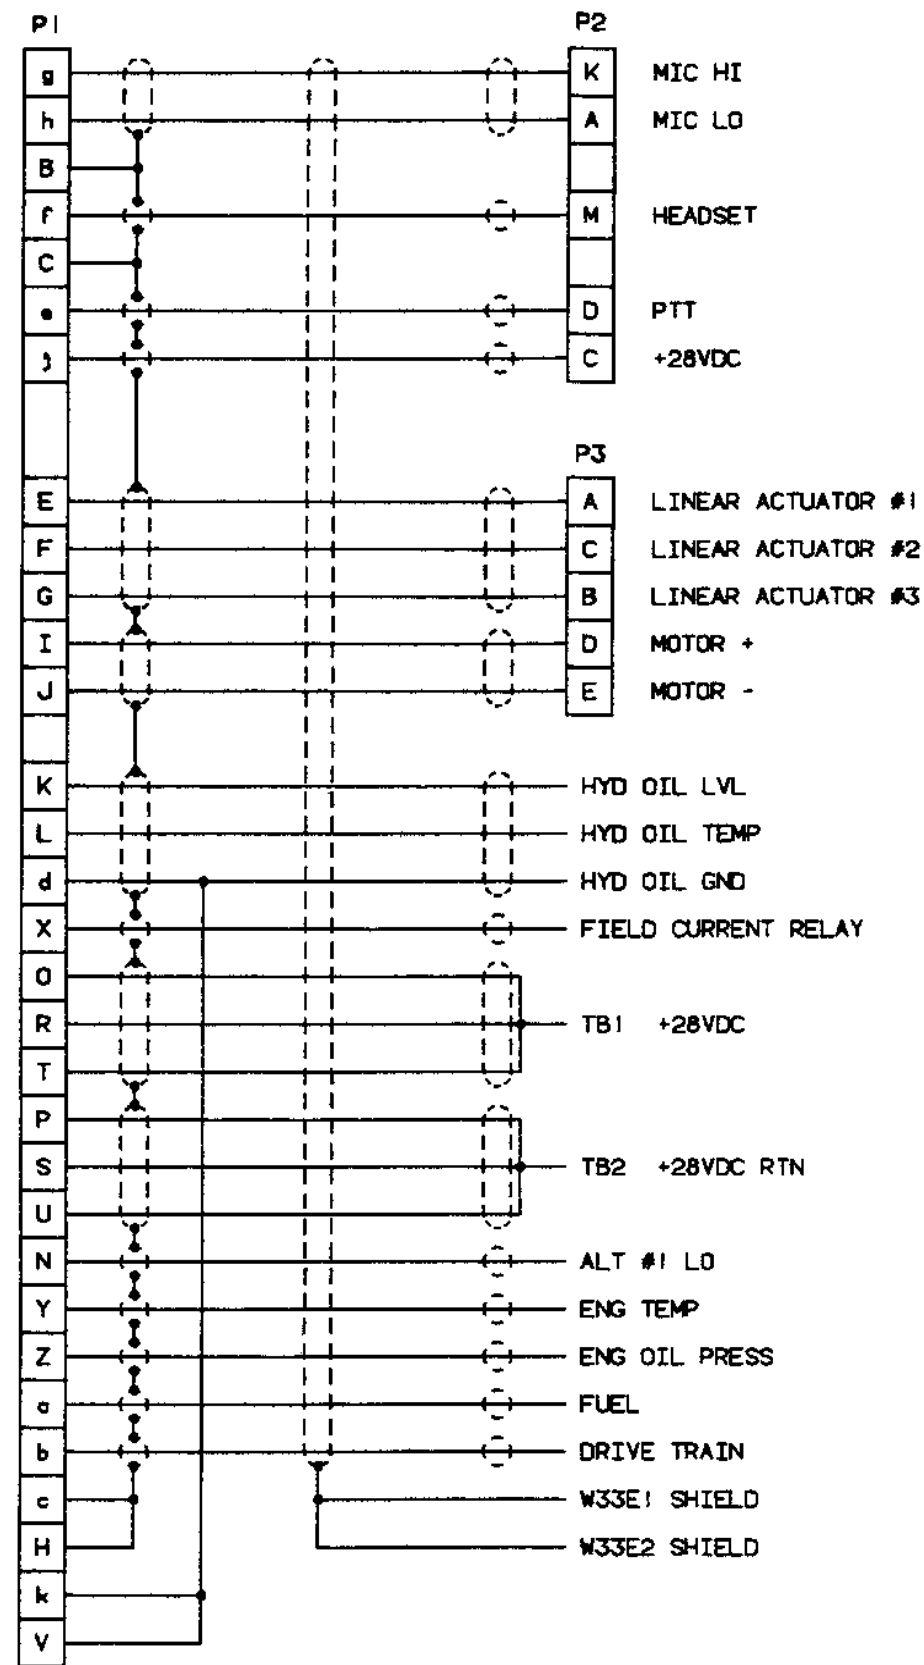 P1 P2
g K MIC HI
h A MIC LO
B
f M HEADSET
C
e D PTT
j C +28VDC
P3
E A LINEAR ACTUATOR #1
F C LINEAR ACTUATOR #2
G B LINEAR ACTUATOR #3
I D MOTOR +
J E MOTOR -
K HYD OIL LVL
L HYD OIL TEMP
d HYD OIL GND
X FIELD CURRENT RELAY
O
R TB1 +28VDC
T
P
S TB2 +28VDC RTN
U
N ALT #1 LO
Y ENG TEMP
Z ENG OIL PRESS
a FUEL
b DRIVE TRAIN
c W33E1 SHIELD
H W33E2 SHIELD
k
V